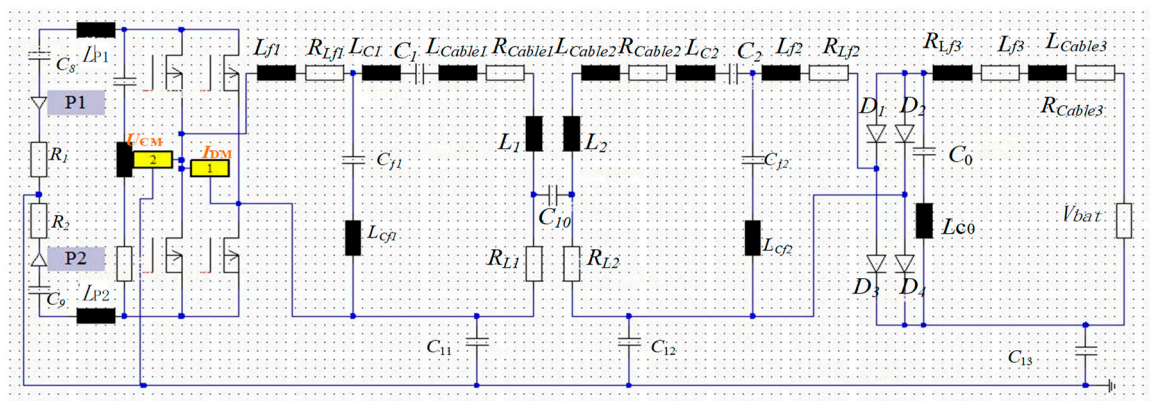 C8
LP1
P1
R1
R2
P2
C9
LP2
UCM
2
IDM
1
Lf1
RLf1
LC1
C1
LCable1
RCable1
LCable2
RCable2
LC2
C2
Lf2
RLf2
RLf3
Lf3
LCable3
RCable3
Cf1
LCf1
L1
L2
C10
RL1
RL2
Cf2
LCf2
D1
D2
C0
LC0
Vbat
D3
D4
C11
C12
C13